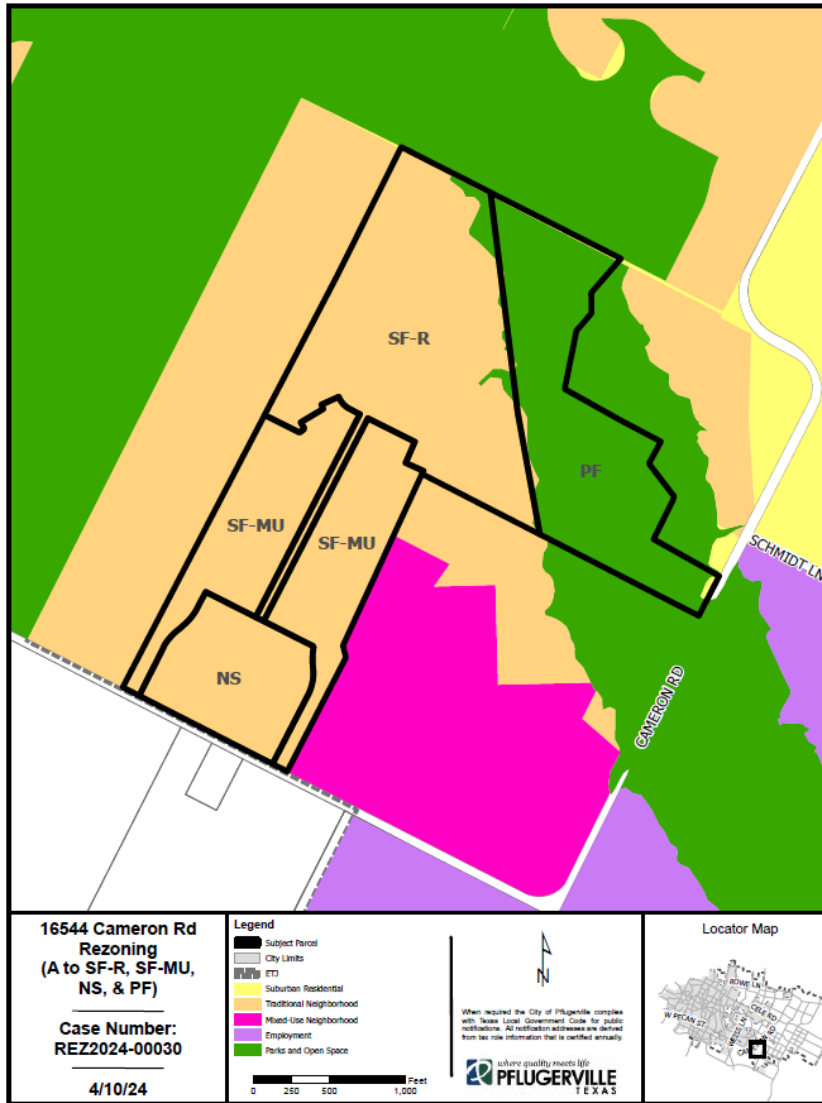 SF-R
PF
SF-MU
SF-MU
NS
SCHMIDT LN
CAMERON RD
16544 Cameron Rd
Rezoning
(A to SF-R, SF-MU,
NS, & PF)
Case Number:
REZ2024-00030
4/10/24
Legend
Subject Parcel
City Limits
ETJ
Suburban Residential
Traditional Neighborhood
Mixed-Use Neighborhood
Employment
Parks and Open Space
Feet
0 250 500 1,000
N
When required the City of Pflugerville complies
with Texas Local Government Code for public
notifications. All notification addresses are derived
from tax role information that is certified annually.
where quality meets life
PFLUGERVILLE
TEXAS
Locator Map
ROWE LN
CELE RD
W PECAN ST
WEISS LN